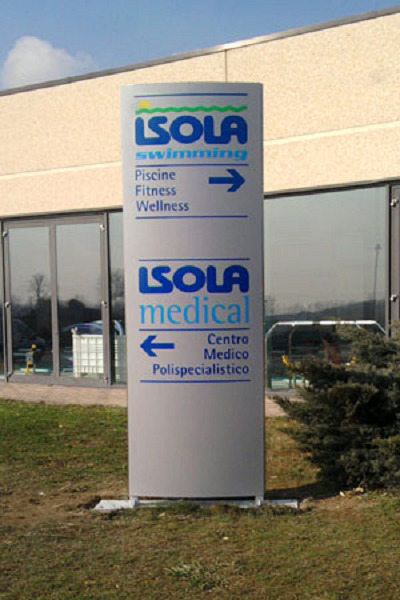 ISOLA
swimming
Piscine
Fitness
Wellness
ISOLA
medical
Centro
Medico
Polispecialistico